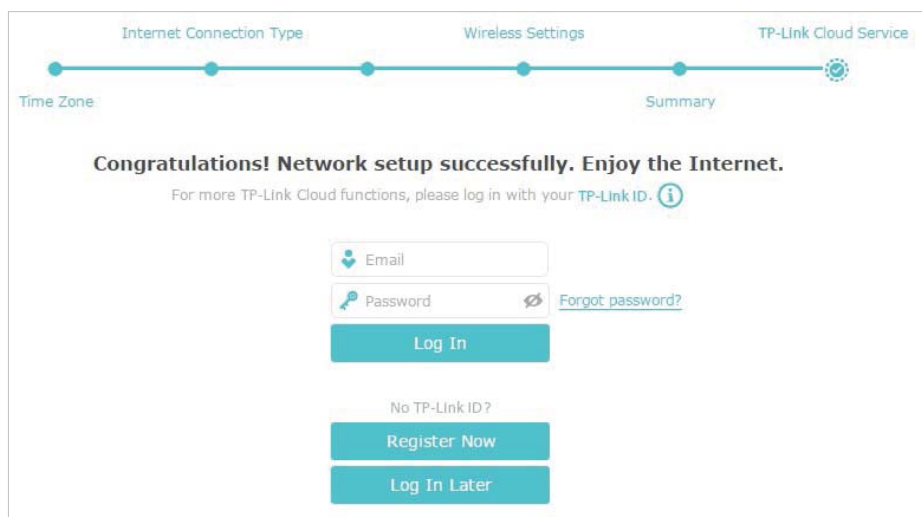 Internet Connection Type
Wireless Settings
TP-Link Cloud Service
Time Zone
Summary
Congratulations! Network setup successfully. Enjoy the Internet.
For more TP-Link Cloud functions, please log in with your TP-Link ID.
Email
Password
Forgot password?
Log In
No TP-Link ID?
Register Now
Log In Later